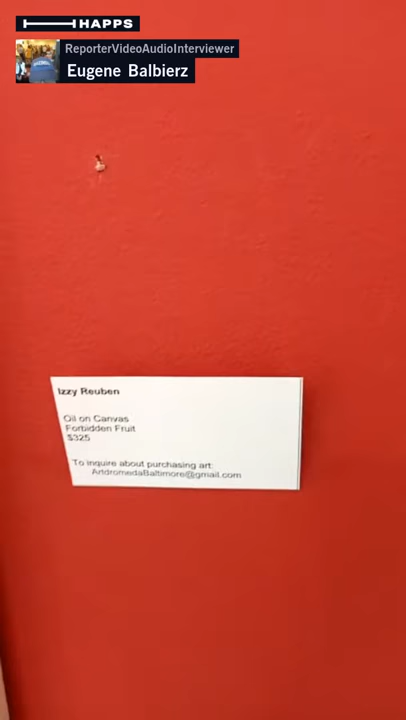 HAPPS
ReporterVideoAudioInterviewer
Eugene Balbierz
Izzy Reuben
Oil on Canvas
Forbidden Fruit
$325
To inquire about purchasing art:
ArtdromedaBaltimore@gmail.com